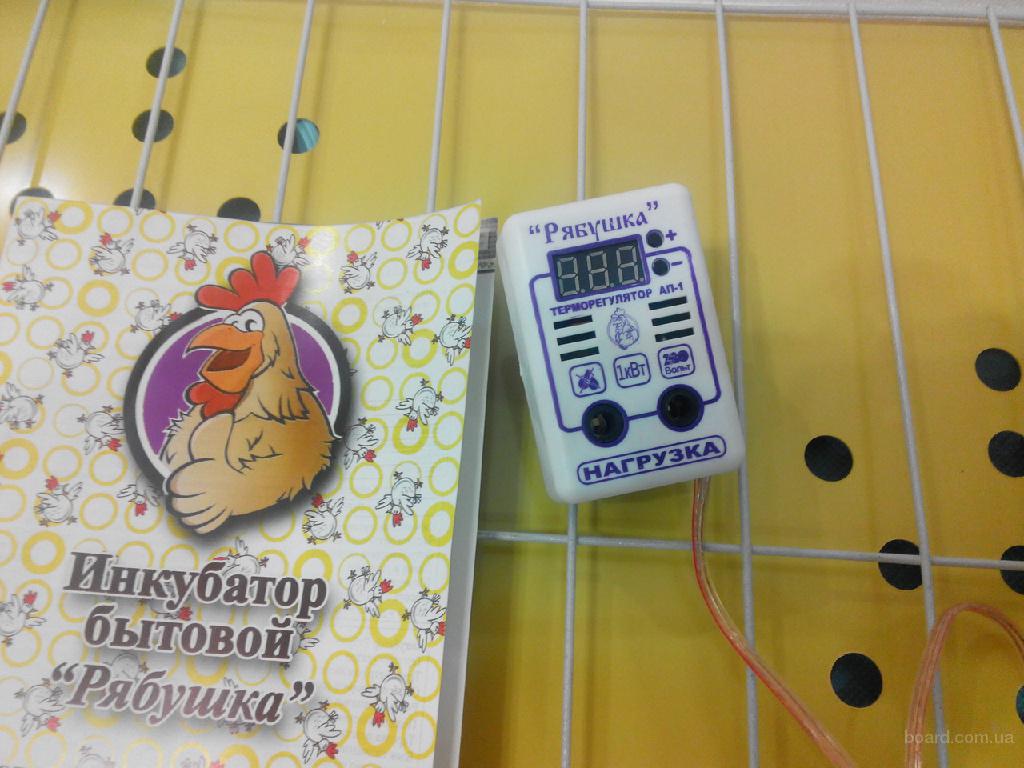 Инкубатор
бытовой
“Рябушка”
“Рябушка”
+
8.8.8.
−
ТЕРМОРЕГУЛЯТОР АП-1
1кВт
220
Вольт
НАГРУЗКА
board.com.ua